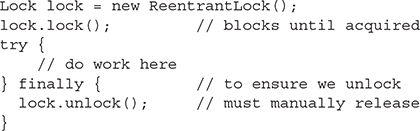 Lock lock = new ReentrantLock();
lock.lock();         // blocks until acquired
try {
    // do work here
} finally {          // to ensure we unlock
  lock.unlock();     // must manually release
}